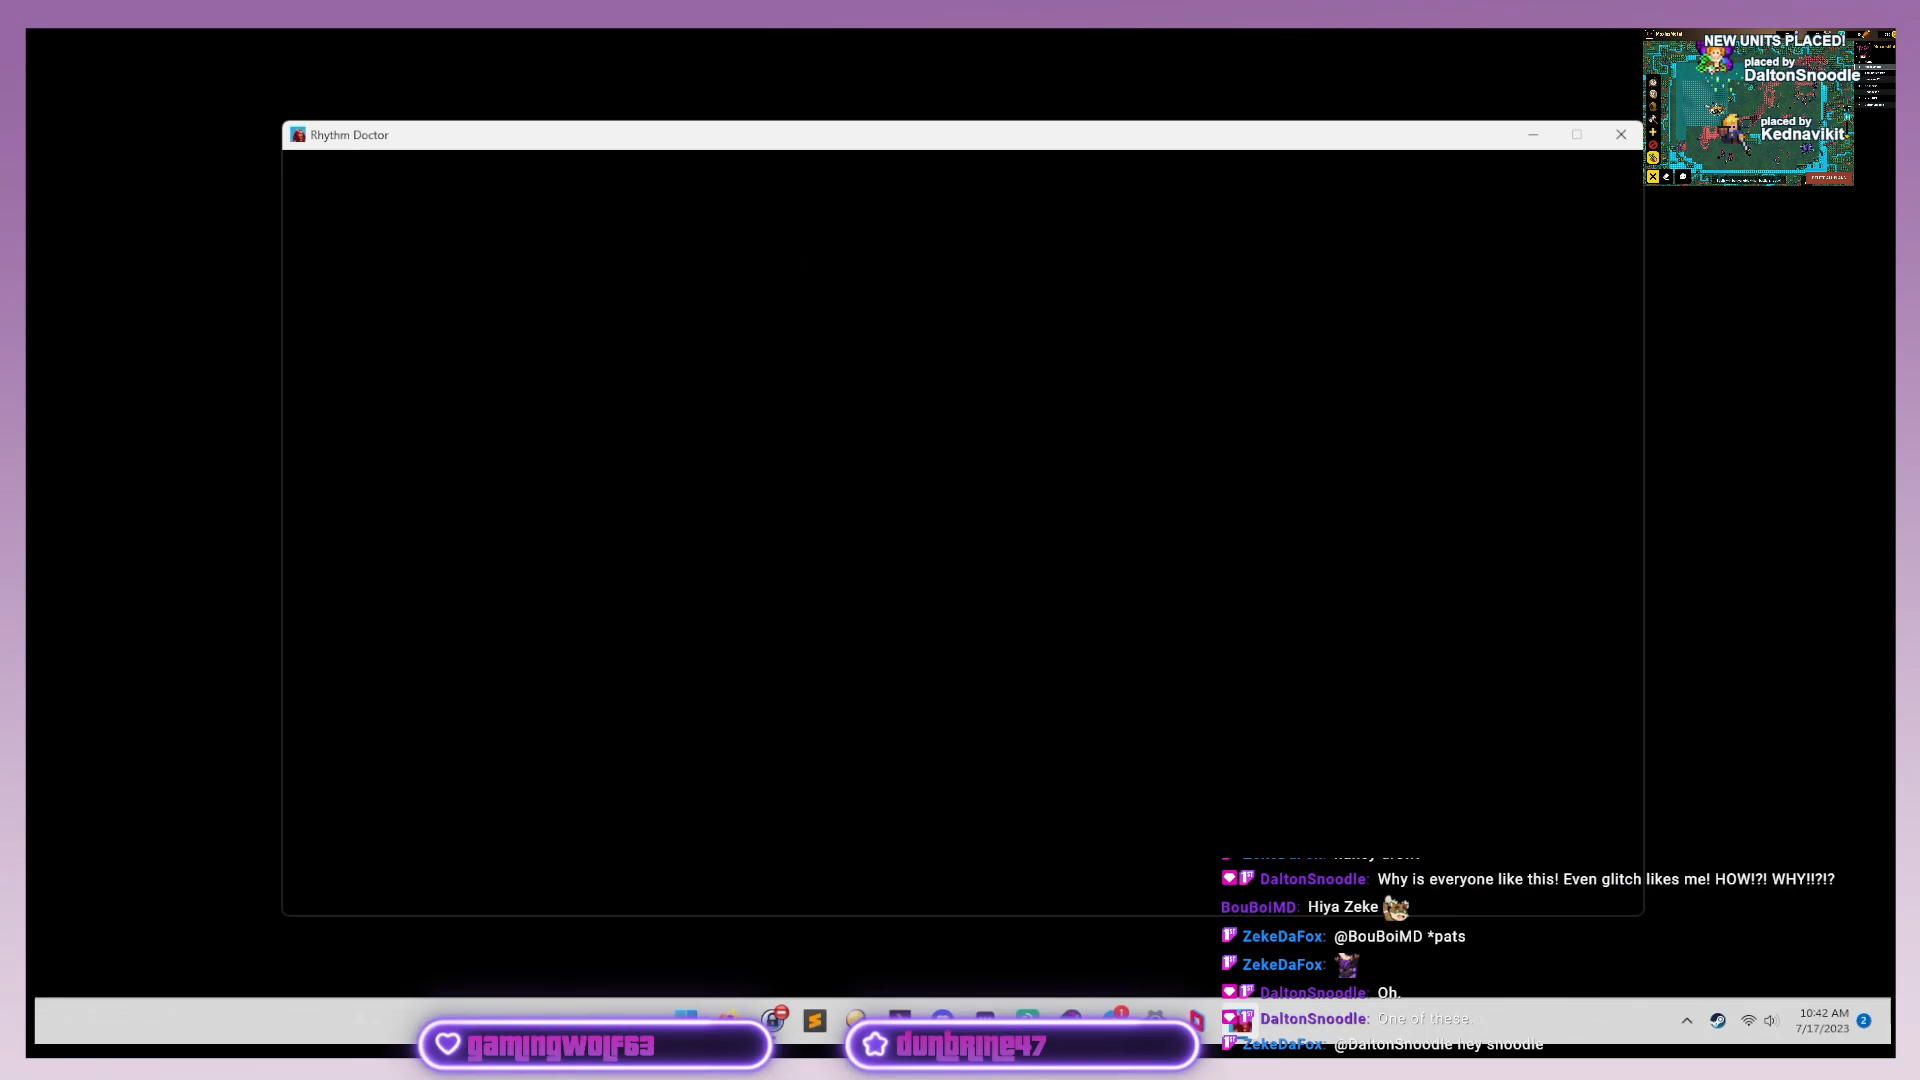 NEW UNITS PLACED!
placed by
DaltonSnoodle
placed by
Kednavikit
Rhythm Doctor
DaltonSnoodle: Why is everyone like this! Even glitch likes me! HOW!?! WHY!!?!?
BouBoiMD: Hiya Zeke
ZekeDaFox: @BouBoiMD *pats
ZekeDaFox:
DaltonSnoodle: Oh.
DaltonSnoodle: One of these.
ZekeDaFox: @DaltonSnoodle hey snoodle
gamingwolf63
dunbrine47
10:42 AM
7/17/2023
2